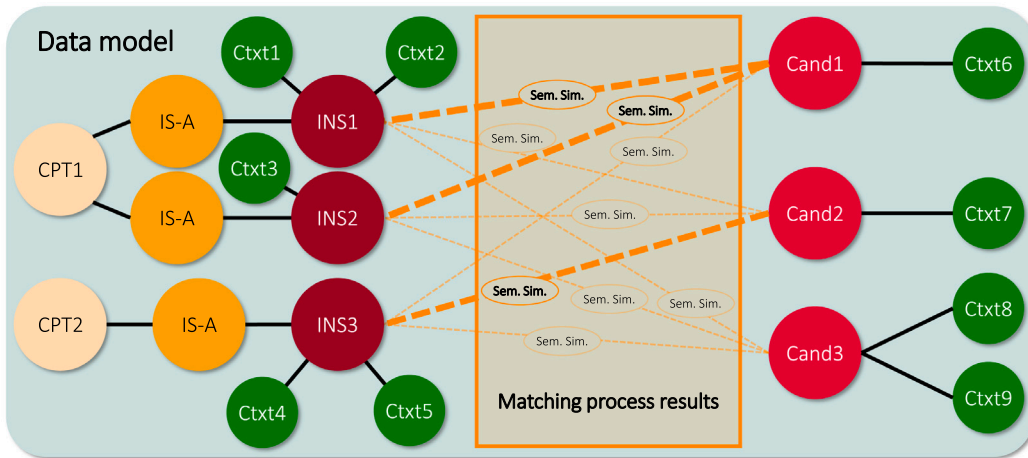 Data model
Ctxt1
Ctxt2
Cand1
Ctxt6
Sem. Sim.
Sem. Sim.
IS-A
INS1
Sem. Sim.
Sem. Sim.
CPT1
Ctxt3
IS-A
INS2
Sem. Sim.
Cand2
Ctxt7
Sem. Sim.
Sem. Sim.
Sem. Sim.
Ctxt8
CPT2
IS-A
INS3
Sem. Sim.
Cand3
Ctxt4
Ctxt5
Matching process results
Ctxt9